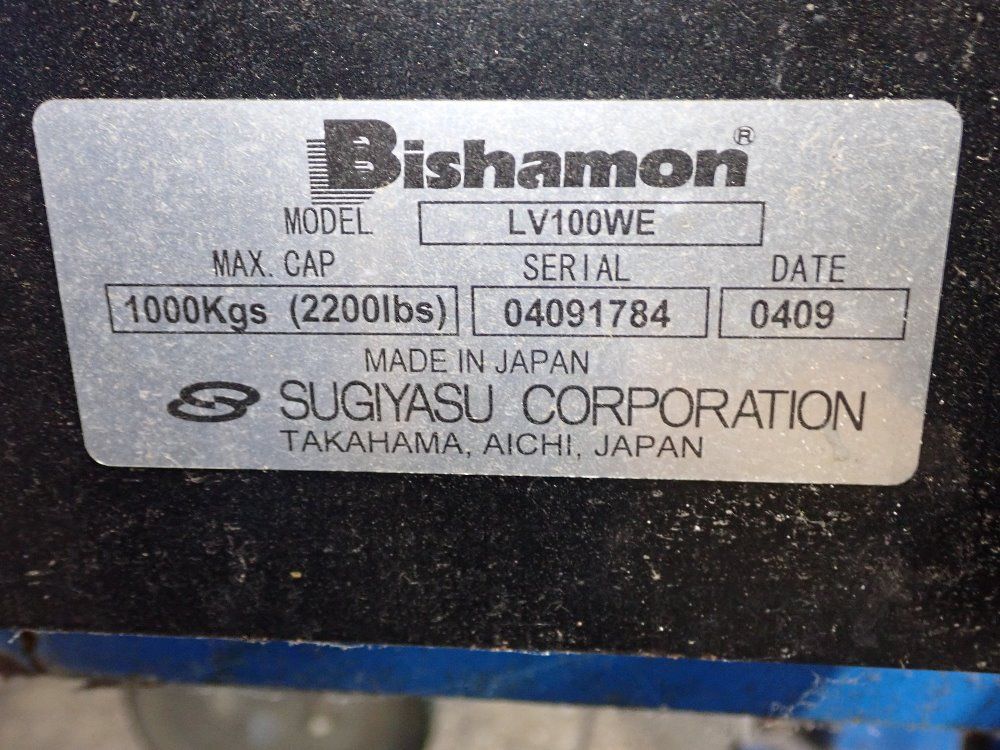 Bishamon®
MODEL LV100WE
MAX. CAP SERIAL DATE
1000Kgs (2200lbs) 04091784 0409
MADE IN JAPAN
SUGIYASU CORPORATION
TAKAHAMA, AICHI, JAPAN